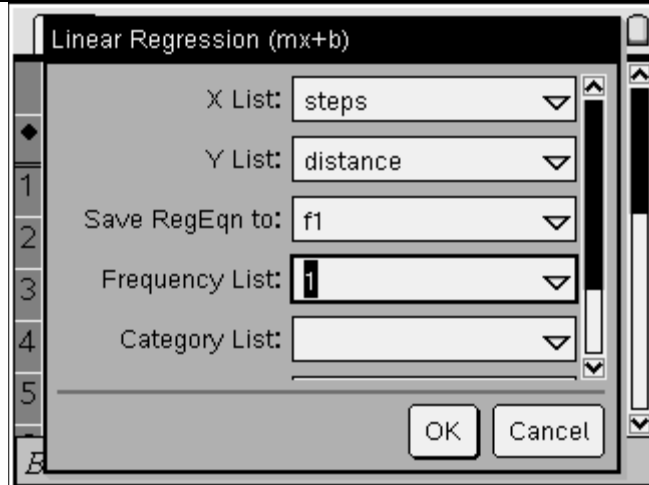 Linear Regression (mx+b)
X List: steps
Y List: distance
1
Save RegEqn to: f1
2
Frequency List: 1
3
Category List:
4
5
OK Cancel
B